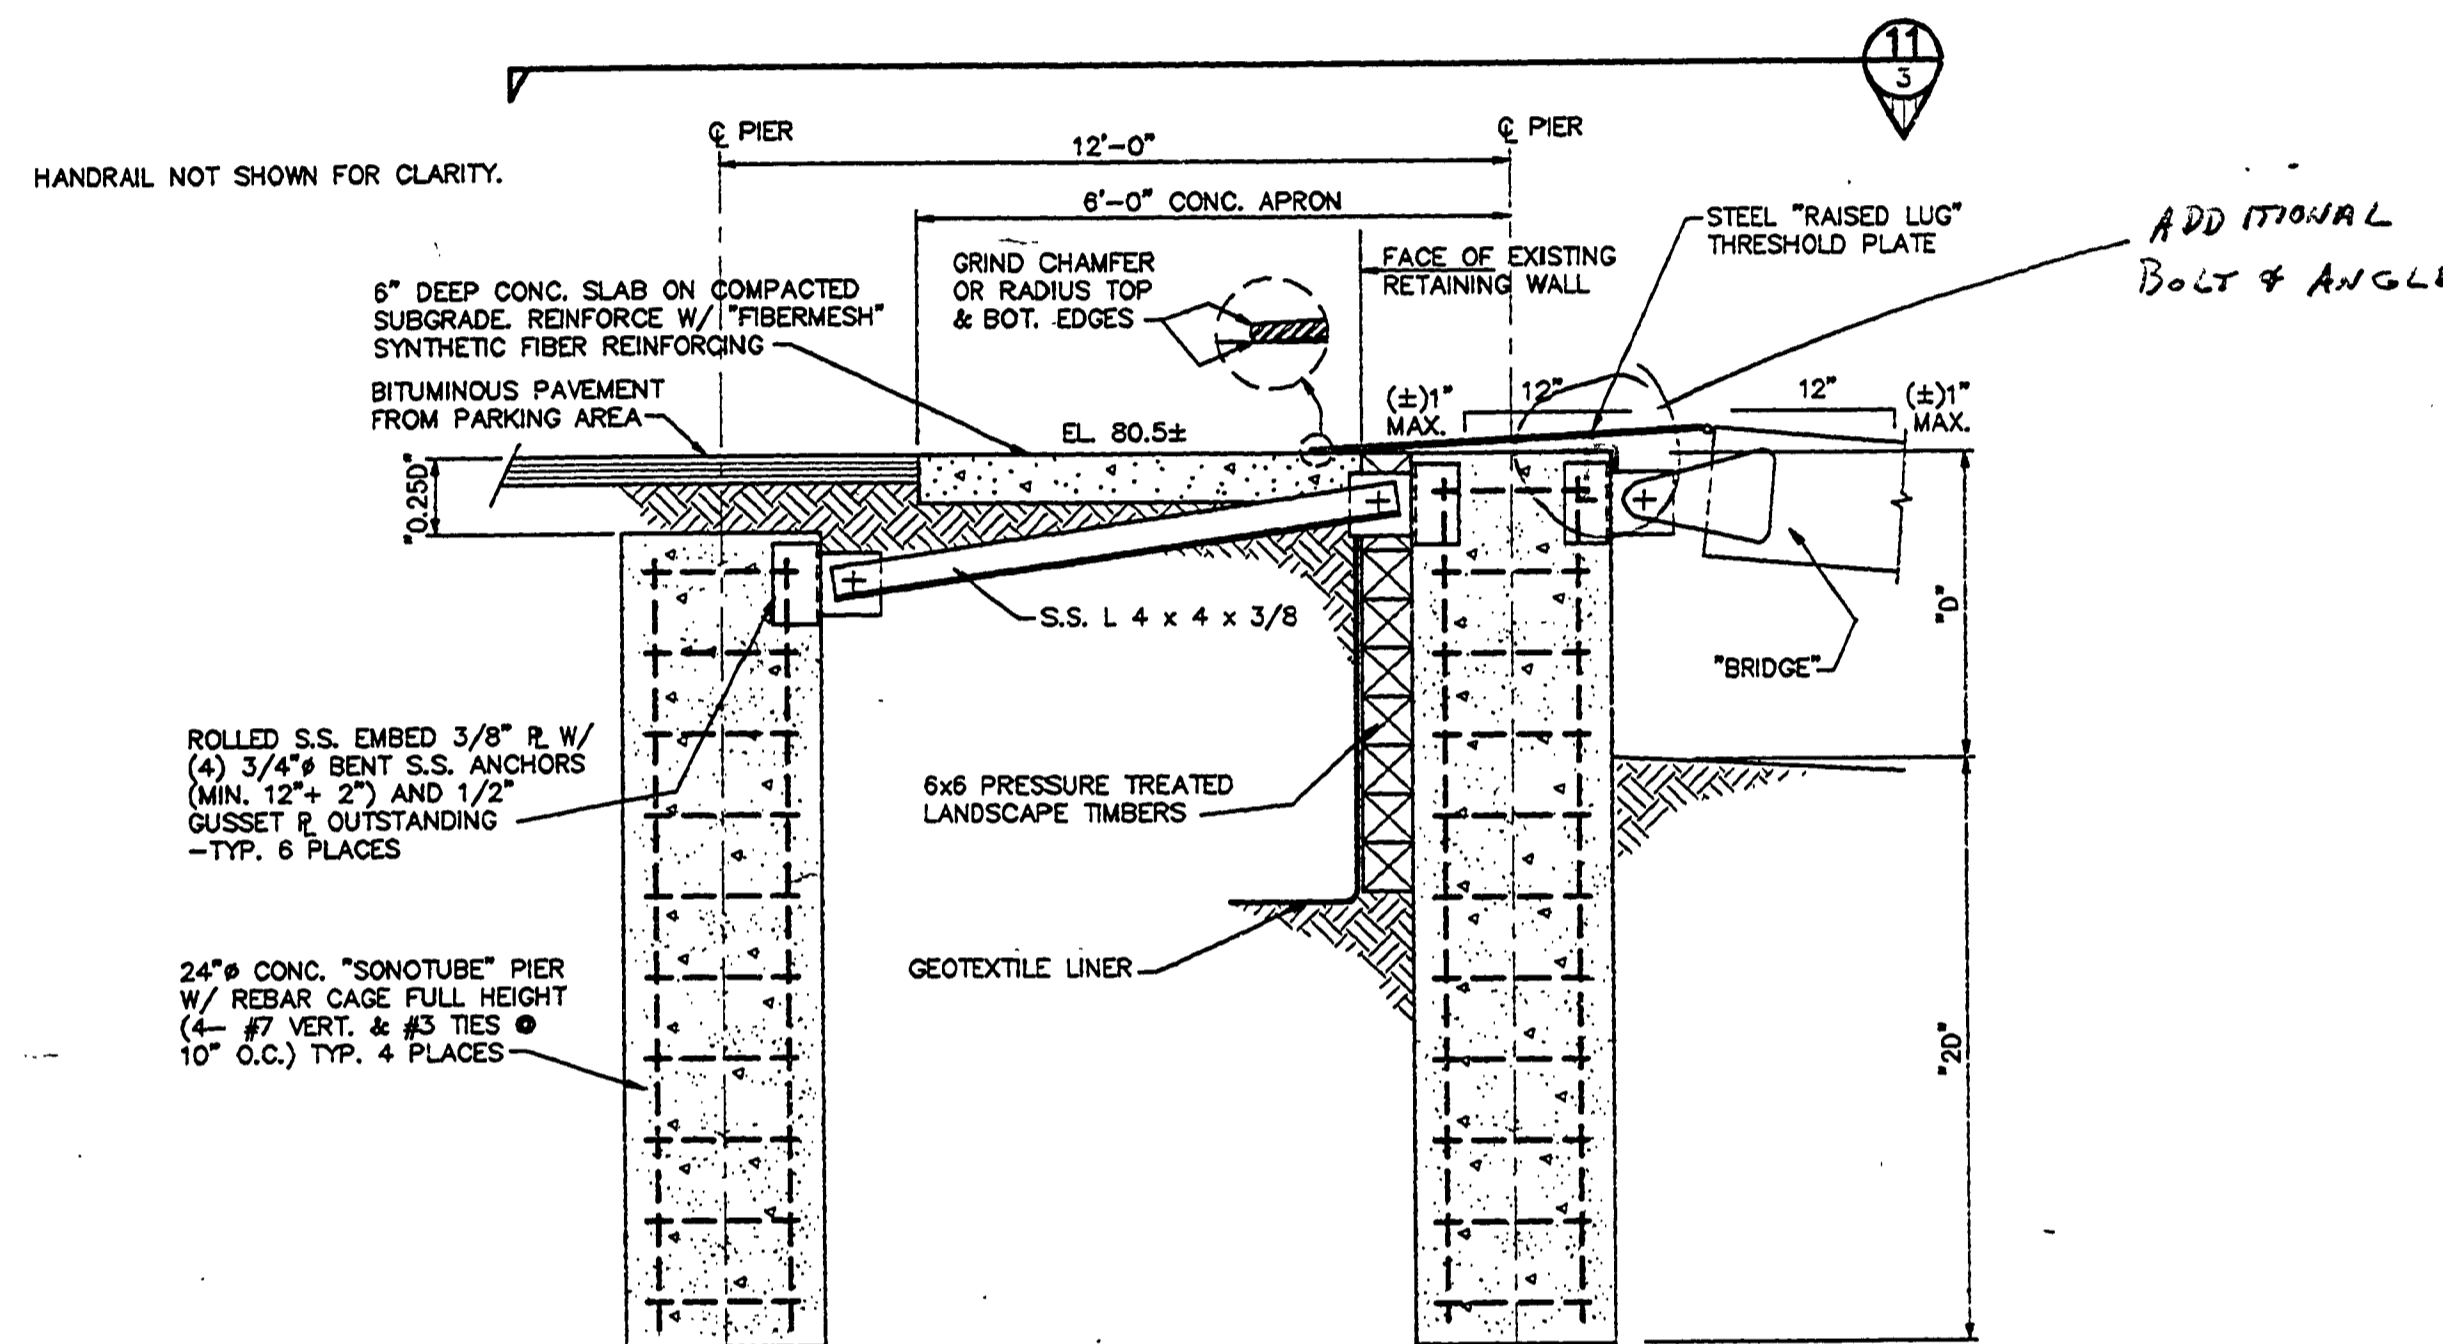 11
3
℄ PIER
℄ PIER
12'-0"
HANDRAIL NOT SHOWN FOR CLARITY.
6'-0" CONC. APRON
STEEL "RAISED LUG"
THRESHOLD PLATE
ADDITIONAL
BOLT & ANGLE
GRIND CHAMFER
OR RADIUS TOP
& BOT. EDGES
FACE OF EXISTING
RETAINING WALL
6" DEEP CONC. SLAB ON COMPACTED
SUBGRADE. REINFORCE W/ "FIBERMESH"
SYNTHETIC FIBER REINFORCING
BITUMINOUS PAVEMENT
FROM PARKING AREA
(±)1"
MAX.
12"
12"
(±)1"
MAX.
EL. 80.5±
"0.25D"
S.S. L 4 x 4 x 3/8
"D"
"BRIDGE"
ROLLED S.S. EMBED 3/8" ⅊ W/
(4) 3/4"ø BENT S.S. ANCHORS
(MIN. 12"+ 2") AND 1/2"
GUSSET ⅊ OUTSTANDING
-TYP. 6 PLACES
6x6 PRESSURE TREATED
LANDSCAPE TIMBERS
GEOTEXTILE LINER
24"ø CONC. "SONOTUBE" PIER
W/ REBAR CAGE FULL HEIGHT
(4- #7 VERT. & #3 TIES @
10" O.C.) TYP. 4 PLACES
"2D"